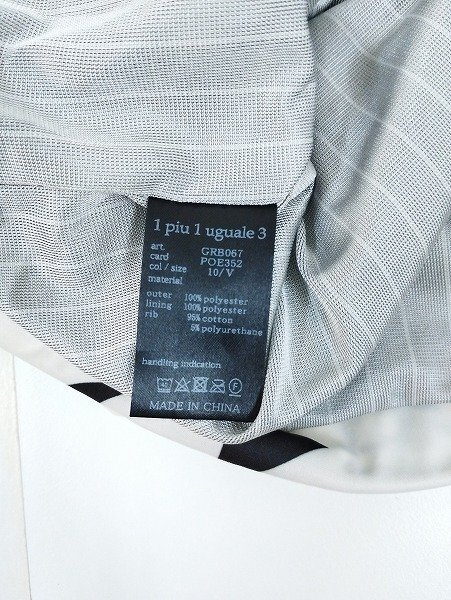 1 piu 1 uguale 3
art. GRB067
card POE352
col / size 10/V
material
outer 100% polyester
lining 100% polyester
rib 95% cotton
5% polyurethane
handling indication
MADE IN CHINA